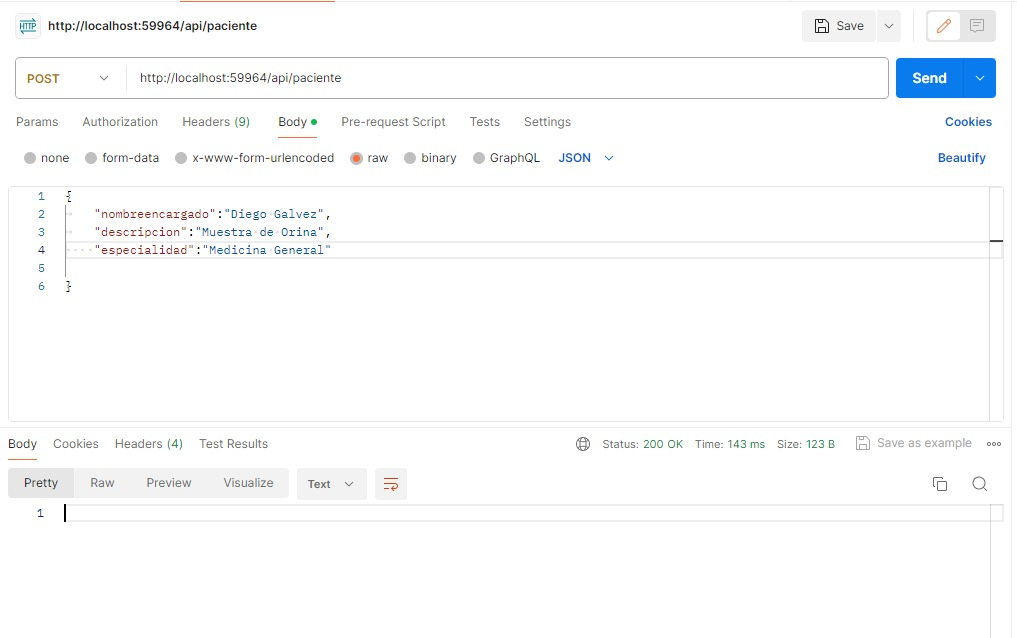 HTTP http://localhost:59964/api/paciente Save
POST http://localhost:59964/api/paciente Send
Params Authorization Headers (9) Body Pre-request Script Tests Settings Cookies
none form-data x-www-form-urlencoded raw binary GraphQL JSON Beautify
1 {
2 "nombreencargado":"Diego Galvez",
3 "descripcion":"Muestra de Orina",
4 "especialidad":"Medicina General"
5
6 }
Body Cookies Headers (4) Test Results Status: 200 OK Time: 143 ms Size: 123 B Save as example
Pretty Raw Preview Visualize Text
1